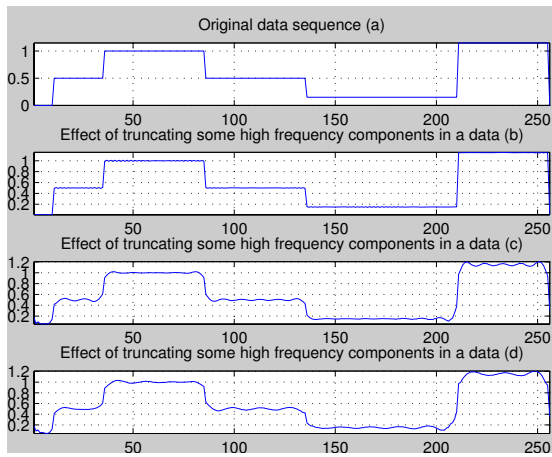 Original data sequence (a)
1
0.5
0
50 100 150 200 250
Effect of truncating some high frequency components in a data (b)
1
0.8
0.6
0.4
0.2
50 100 150 200 250
Effect of truncating some high frequency components in a data (c)
1.2
1
0.8
0.6
0.4
0.2
50 100 150 200 250
Effect of truncating some high frequency components in a data (d)
1.2
1
0.8
0.6
0.4
0.2
50 100 150 200 250